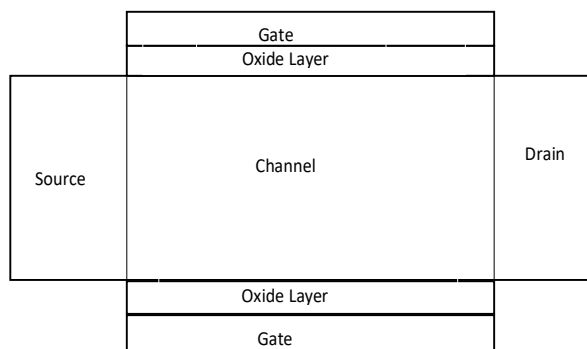 Gate
Oxide Layer
Drain
Channel
Source
Oxide Layer
Gate